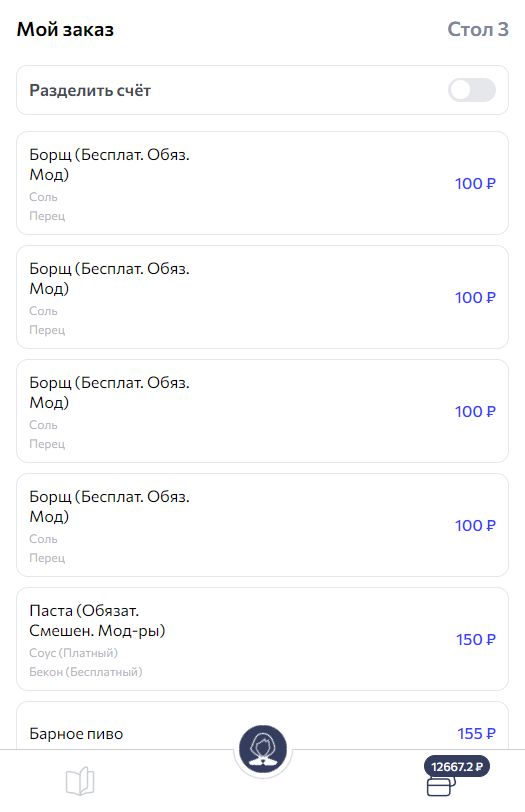 Мой заказ
Стол 3
Разделить счёт
Борщ (Бесплат. Обяз.
Мод)
Соль
Перец
100 ₽
Борщ (Бесплат. Обяз.
Мод)
Соль
Перец
100 ₽
Борщ (Бесплат. Обяз.
Мод)
Соль
Перец
100 ₽
Борщ (Бесплат. Обяз.
Мод)
Соль
Перец
100 ₽
Паста (Обязат.
Смешен. Мод-ры)
Соус (Платный)
Бекон (Бесплатный)
150 ₽
Барное пиво
155 ₽
12667.2 ₽